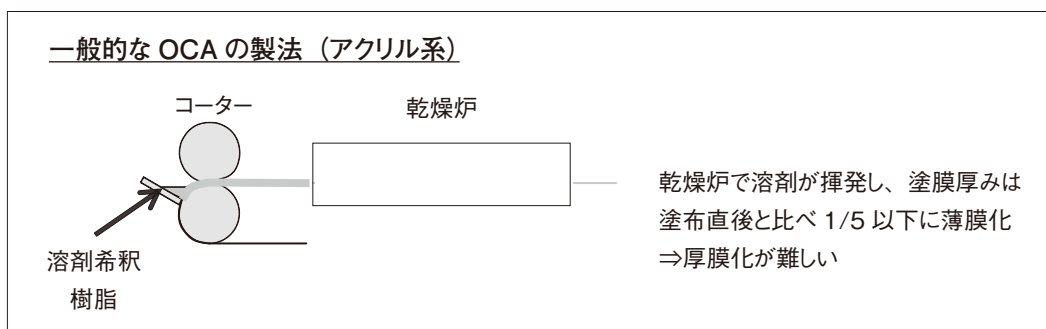 一般的な OCA の製法（アクリル系）
コーター
乾燥炉
溶剤希釈
樹脂
乾燥炉で溶剤が揮発し、塗膜厚みは
塗布直後と比べ 1/5 以下に薄膜化
⇒厚膜化が難しい